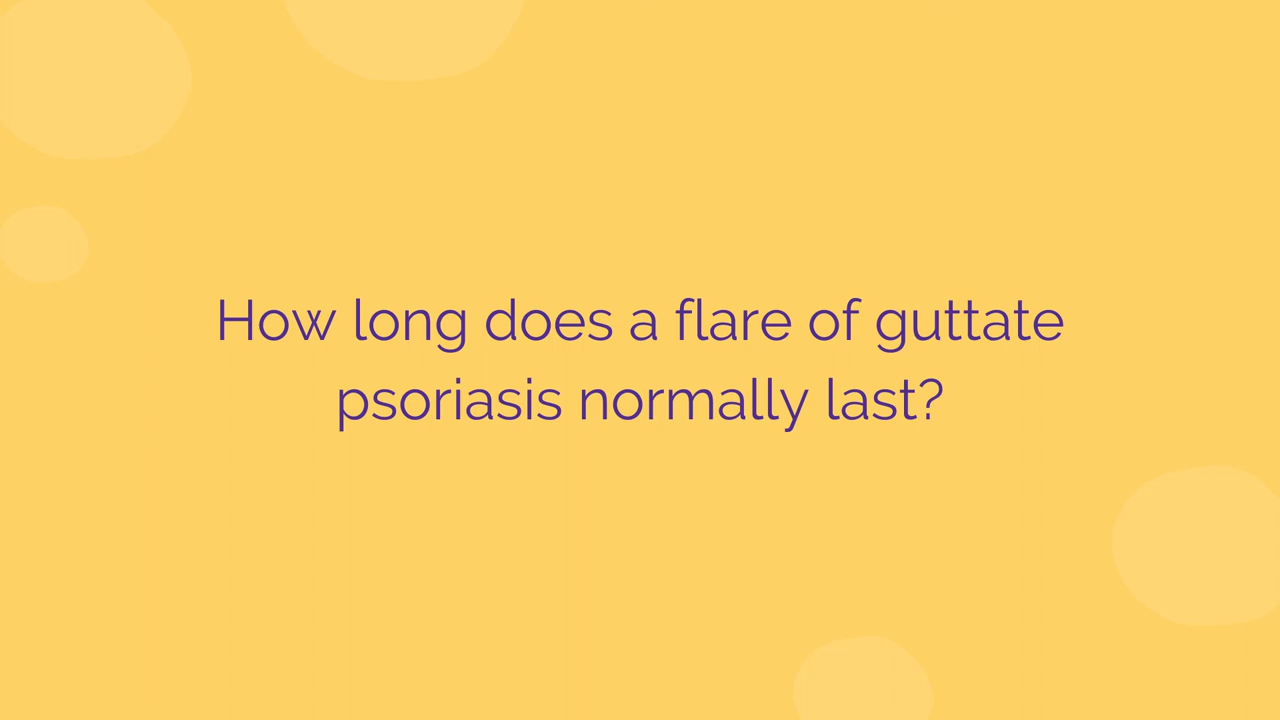 How long does a flare of guttate
psoriasis normally last?